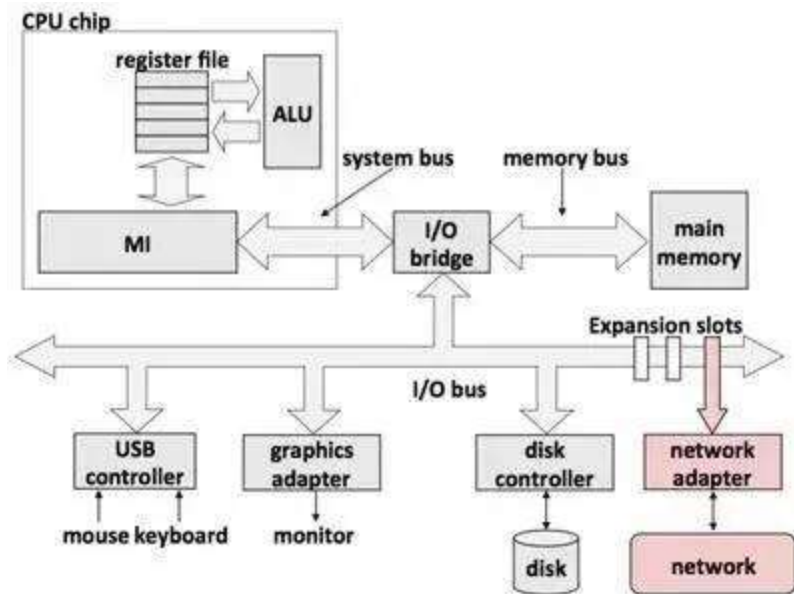 CPU chip
register file
ALU
system bus
memory bus
MI
I/O
bridge
main
memory
Expansion slots
I/O bus
USB
controller
graphics
adapter
disk
controller
network
adapter
mouse keyboard
monitor
disk
network